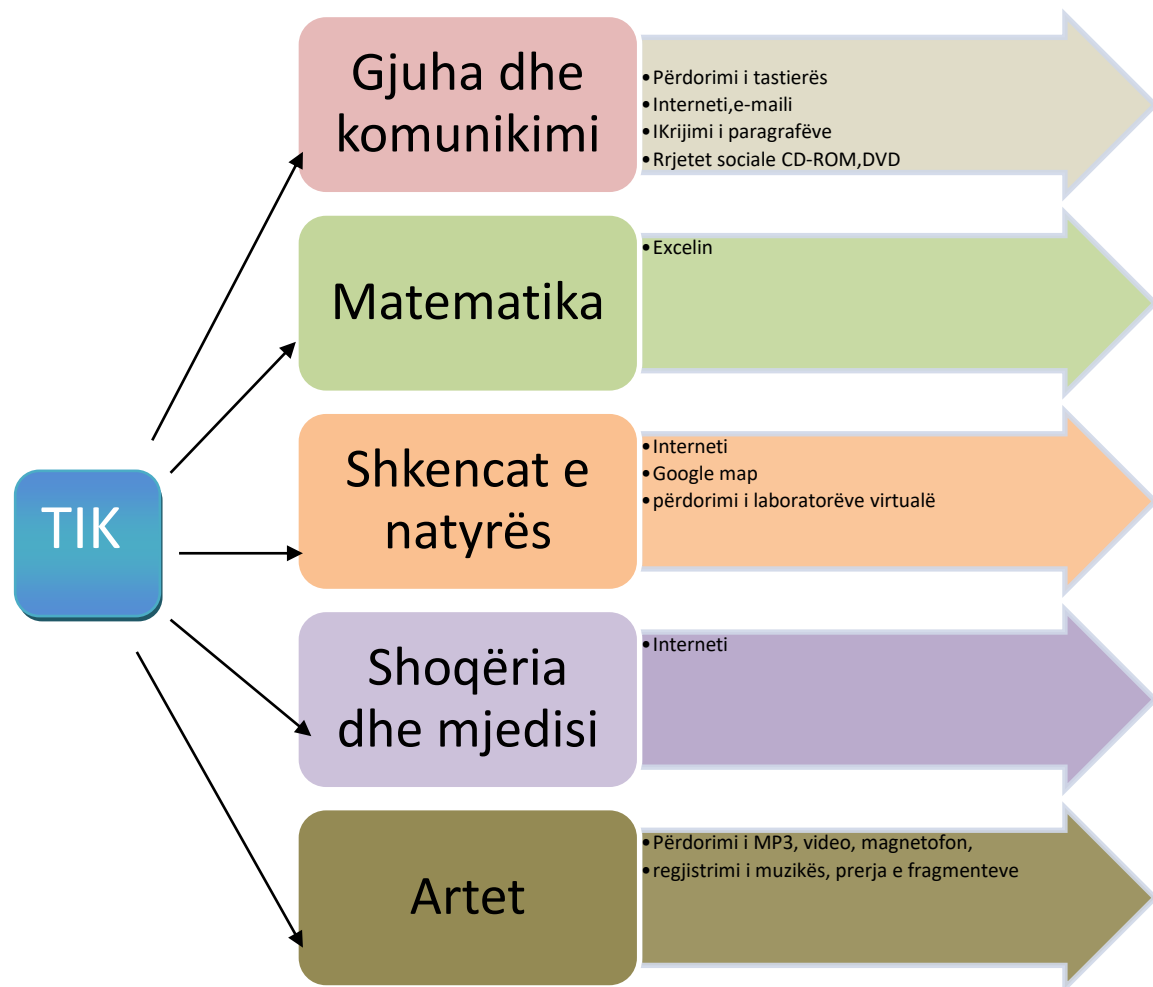 Gjuha dhe
komunikimi
•Përdorimi i tastierës
•Interneti,e-maili
•IKrijimi i paragrafëve
•Rrjetet sociale CD-ROM,DVD
Matematika
•Excelin
TIK
Shkencat e
natyrës
•Interneti
•Google map
•përdorimi i laboratorëve virtualë
Shoqëria
dhe mjedisi
•Interneti
Artet
•Përdorimi i MP3, video, magnetofon,
•regjistrimi i muzikës, prerja e fragmenteve